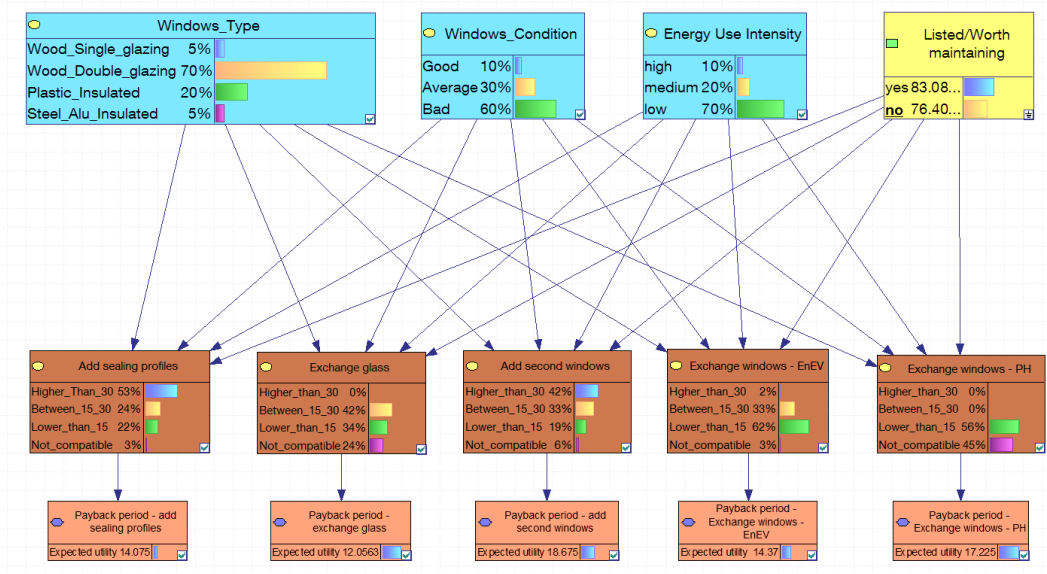 Windows_Type
Wood_Single_glazing 5%
Wood_Double_glazing 70%
Plastic_Insulated 20%
Steel_Alu_Insulated 5%
Windows_Condition
Good 10%
Average 30%
Bad 60%
Energy Use Intensity
high 10%
medium 20%
low 70%
Listed/Worth
maintaining
yes 83.08...
no 76.40...
Add sealing profiles
Higher_Than_30 53%
Between_15_30 24%
Lower_than_15 22%
Not_compatible 3%
Exchange glass
Higher_than_30 0%
Between_15_30 42%
Lower_than_15 34%
Not_compatible 24%
Add second windows
Higher_than_30 42%
Between_15_30 33%
Lower_than_15 19%
Not_compatible 6%
Exchange windows - EnEV
Higher_than_30 2%
Between_15_30 33%
Lower_than_15 62%
Not_compatible 3%
Exchange windows - PH
Higher_than_30 0%
Between_15_30 0%
Lower_than_15 56%
Not_compatible 45%
Payback period - add
sealing profiles
Expected utility 14.075
Payback period -
exchange glass
Expected utility 12.0563
Payback period - add
second windows
Expected utility 18.675
Payback period -
Exchange windows -
EnEV
Expected utility 14.37
Payback period -
Exchange windows - PH
Expected utility 17.225